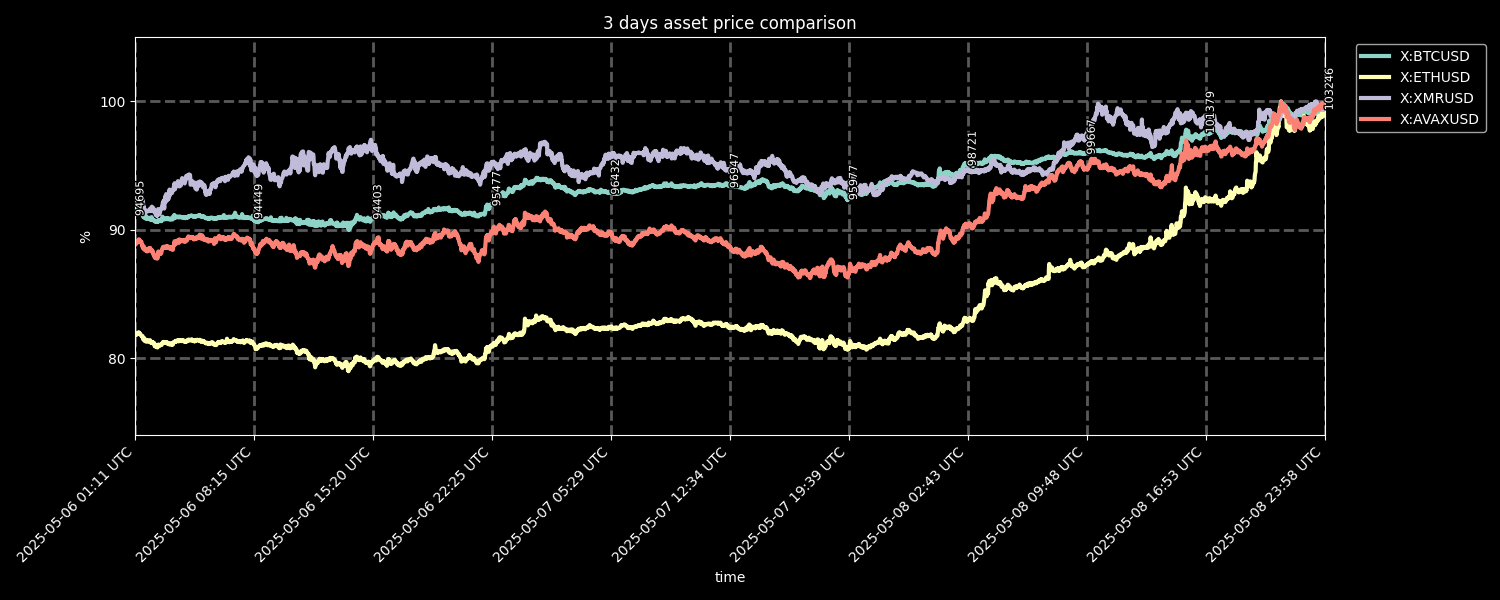 3 days asset price comparison
X:BTCUSD
X:ETHUSD
X:XMRUSD
X:AVAXUSD
%
100
90
80
94695
94449
94403
95477
96432
96947
95977
98721
99667
101379
103246
2025-05-06 01:11 UTC
2025-05-06 08:15 UTC
2025-05-06 15:20 UTC
2025-05-06 22:25 UTC
2025-05-07 05:29 UTC
2025-05-07 12:34 UTC
2025-05-07 19:39 UTC
2025-05-08 02:43 UTC
2025-05-08 09:48 UTC
2025-05-08 16:53 UTC
2025-05-08 23:58 UTC
time